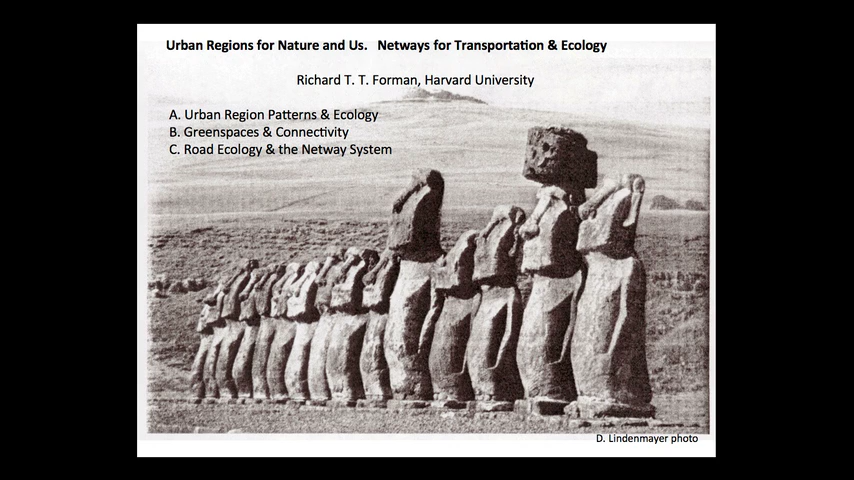 Urban Regions for Nature and Us. Netways for Transportation & Ecology
Richard T. T. Forman, Harvard University
A. Urban Region Patterns & Ecology
B. Greenspaces & Connectivity
C. Road Ecology & the Netway System
D. Lindenmayer photo